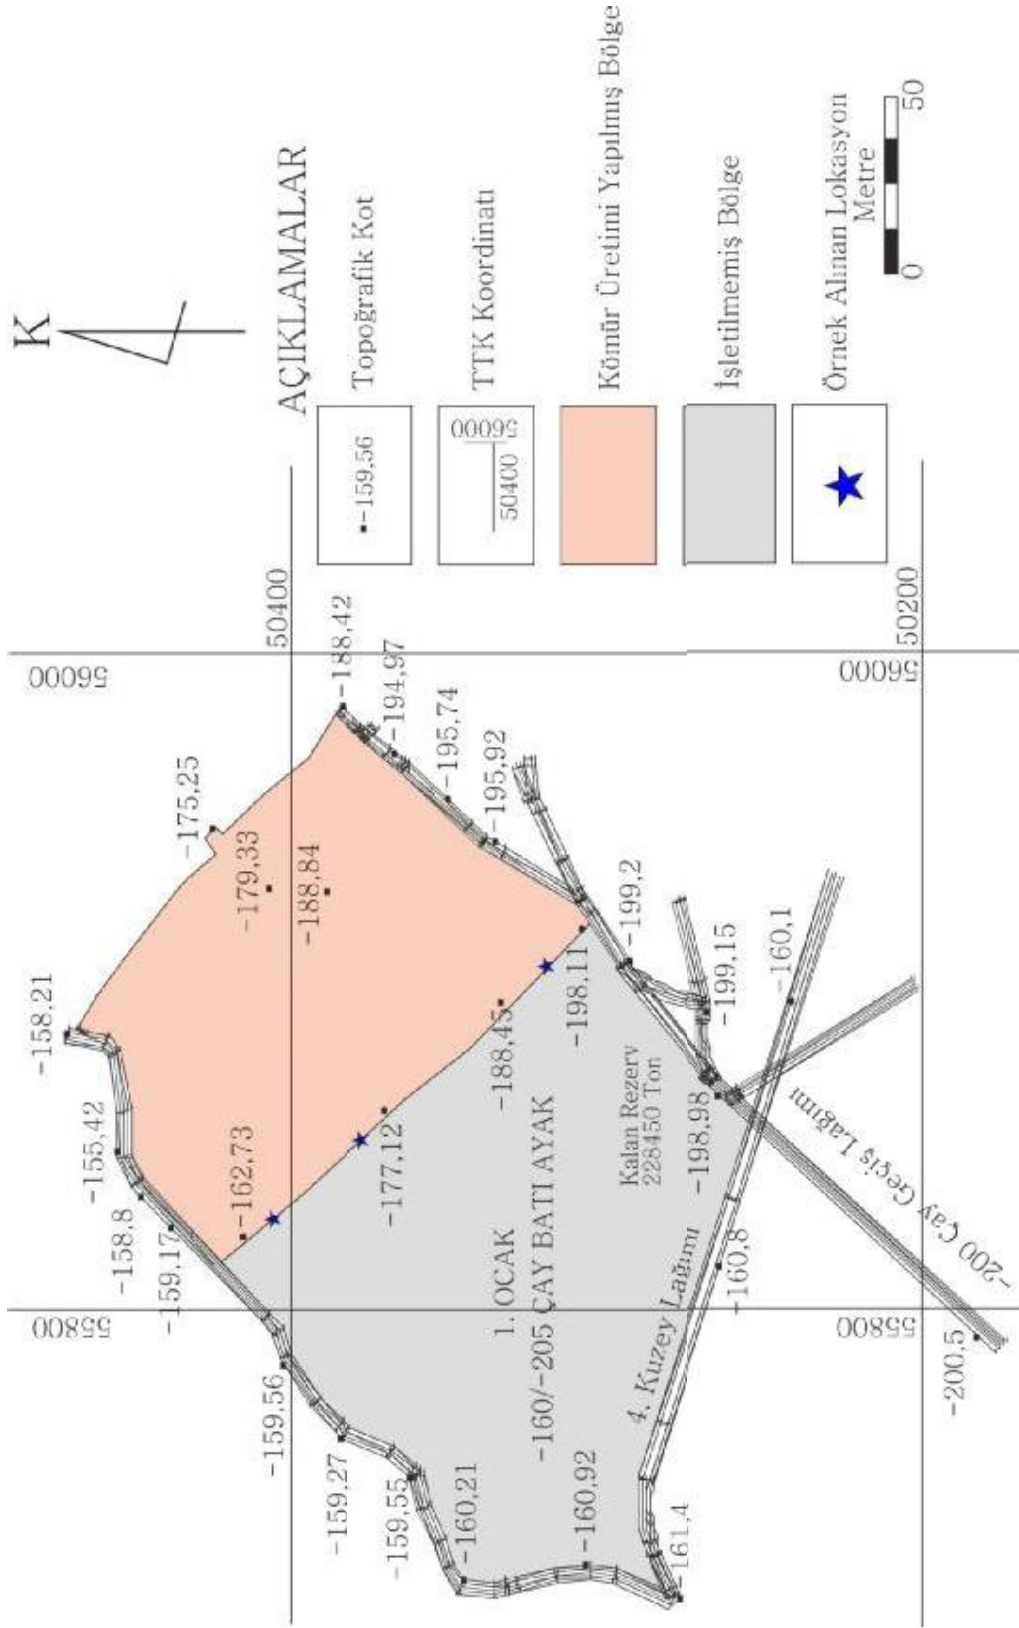 K
AÇIKLAMALAR
-159,56
Topoğrafik Kot
50400
56000
TTK Koordinatı
Kömür Üretimi Yapılmış Bölge
İşletilmemiş Bölge
Örnek Alınan Lokasyon
Metre
0
50
56000
50400
56000
50200
55800
55800
-158,21
-155,42
-158,8
-159,17
-159,56
-159,27
-159,55
-160,21
-160,92
-161,4
-162,73
-177,12
-188,45
-198,11
-175,25
-179,33
-188,84
-188,42
-194,97
-195,74
-195,92
-199,2
-199,15
-198,98
-160,1
-160,8
-200,5
1. OCAK
-160/-205 ÇAY BATI AYAK
Kalan Rezerv
228450 Ton
4. Kuzey Lağımı
-200 Çay Geçiş Lağımı